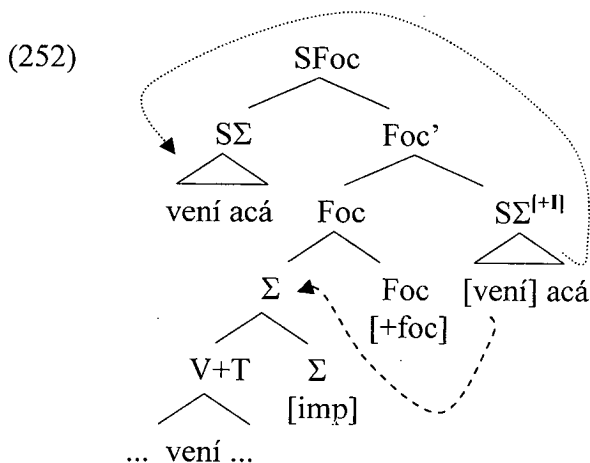 (252)
SFoc
SΣ Foc’
vení acá Foc SΣ[+I]
Σ Foc [vení] acá
[+foc]
V+T Σ
[imp]
... vení ...